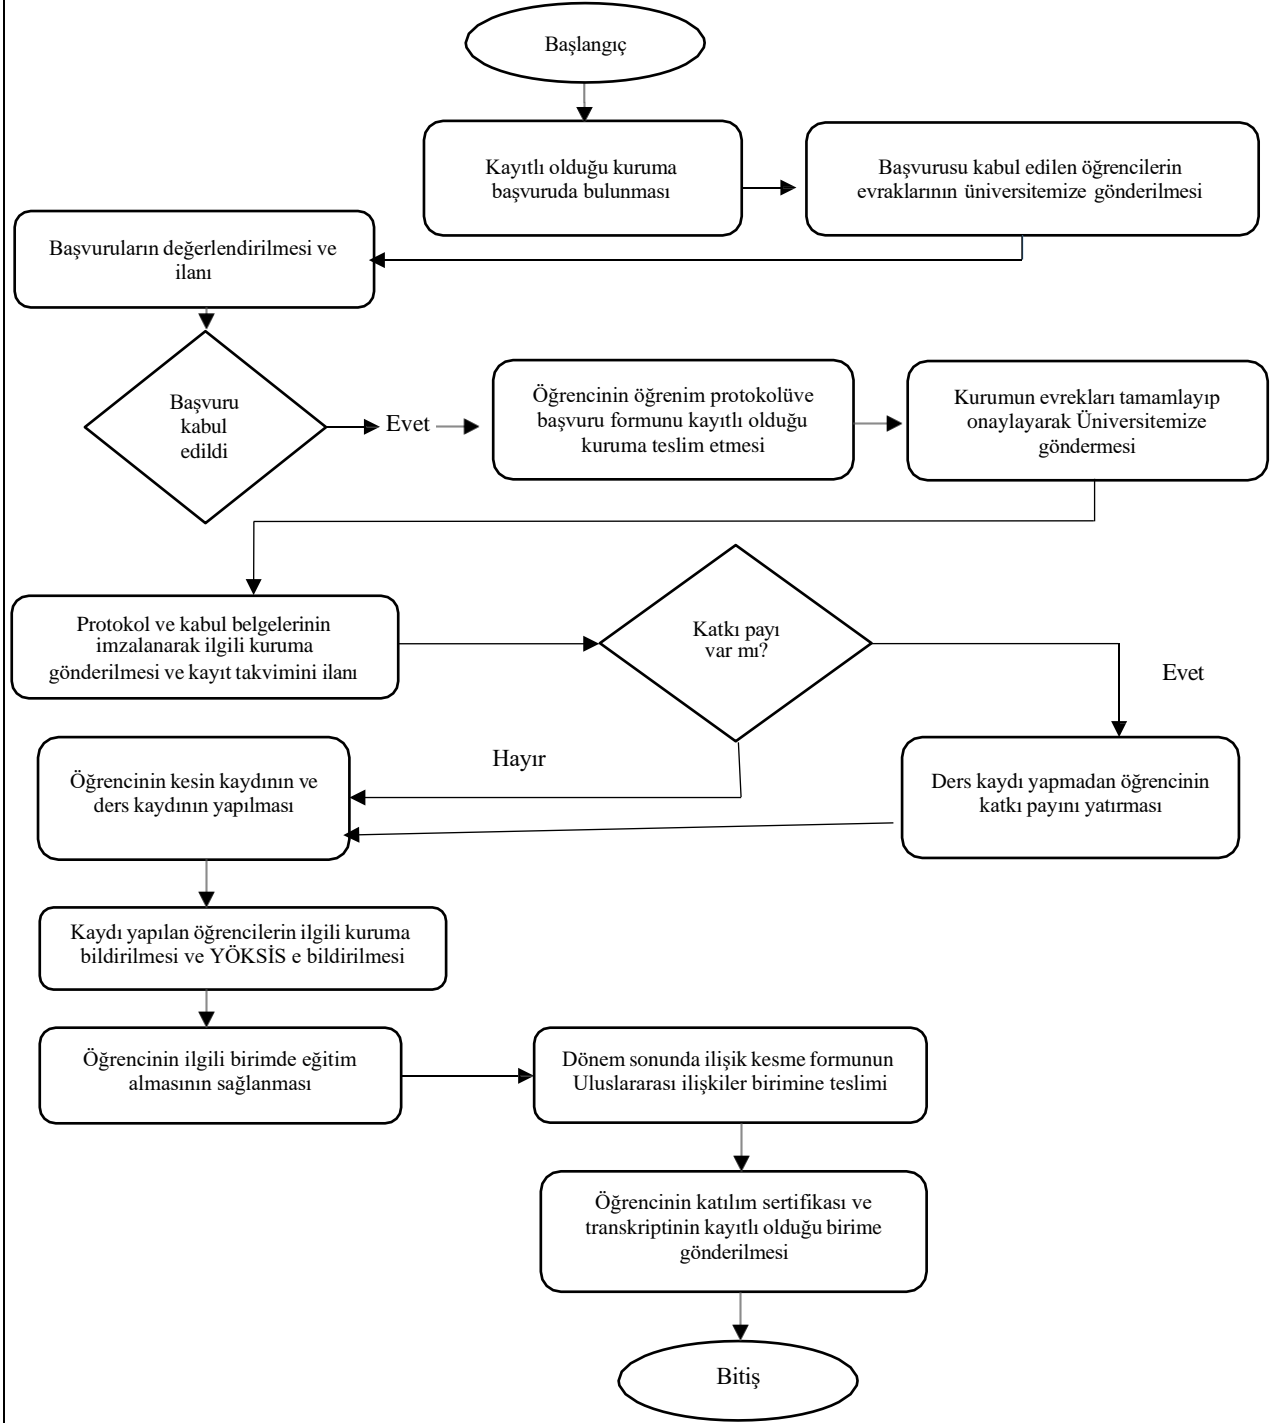 Başlangıç
Kayıtlı olduğu kuruma
başvuruda bulunması
Başvurusu kabul edilen öğrencilerin
evraklarının üniversitemize gönderilmesi
Başvuruların değerlendirilmesi ve
ilanı
Başvuru
kabul
edildi
Evet
Öğrencinin öğrenim protokolüve
başvuru formunu kayıtlı olduğu
kuruma teslim etmesi
Kurumun evrekları tamamlayıp
onaylayarak Üniversitemize
göndermesi
Protokol ve kabul belgelerinin
imzalanarak ilgili kuruma
gönderilmesi ve kayıt takvimini ilanı
Katkı payı
var mı?
Evet
Hayır
Öğrencinin kesin kaydının ve
ders kaydının yapılması
Ders kaydı yapmadan öğrencinin
katkı payını yatırması
Kaydı yapılan öğrencilerin ilgili kuruma
bildirilmesi ve YÖKSİS e bildirilmesi
Öğrencinin ilgili birimde eğitim
almasının sağlanması
Dönem sonunda ilişik kesme formunun
Uluslararası ilişkiler birimine teslimi
Öğrencinin katılım sertifikası ve
transkriptinin kayıtlı olduğu birime
gönderilmesi
Bitiş